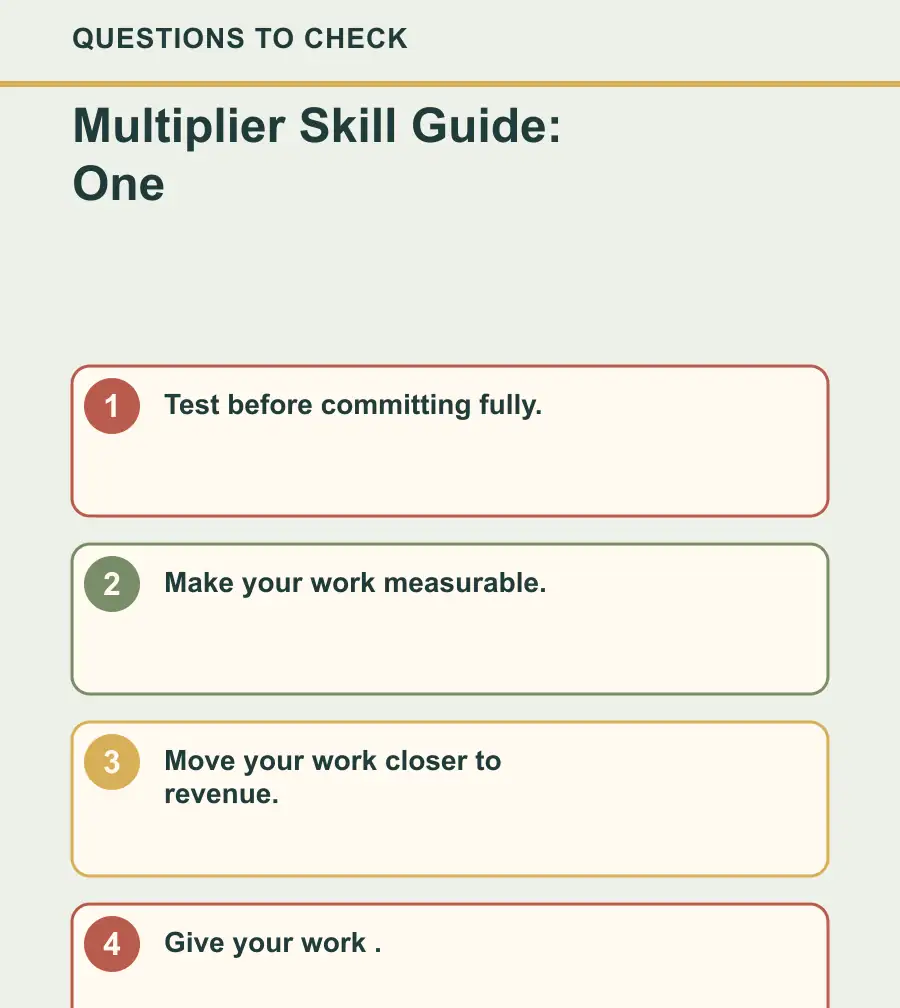 QUESTIONS TO CHECK
Multiplier Skill Guide:
One
1
Test before committing fully.
2
Make your work measurable.
3
Move your work closer to
revenue.
4
Give your work .